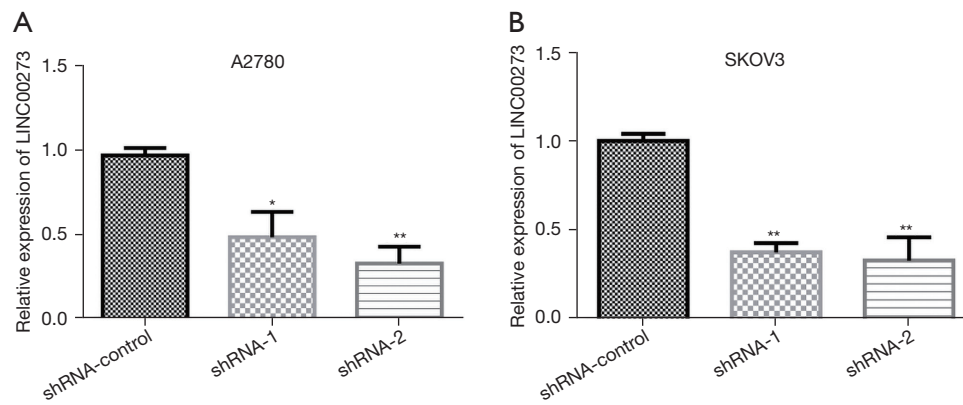 A
A2780
Relative expression of LINC00273
1.5
1.0
0.5
0.0
*
**
shRNA-control
shRNA-1
shRNA-2
B
SKOV3
Relative expression of LINC00273
1.5
1.0
0.5
0.0
**
**
shRNA-control
shRNA-1
shRNA-2